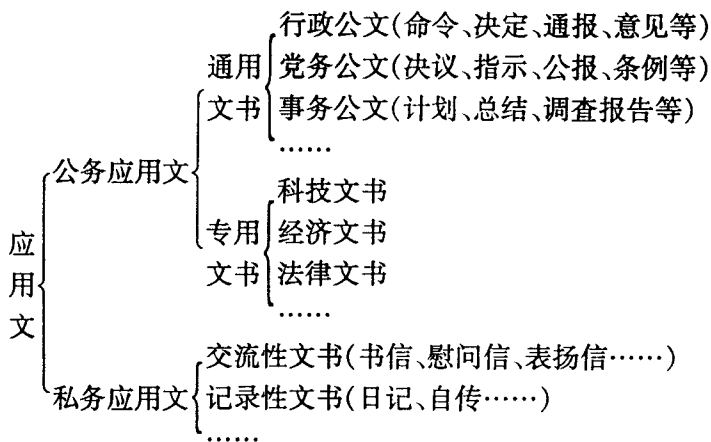 行政公文(命令、决定、通报、意见等)
通用
党务公文(决议、指示、公报、条例等)
文书
事务公文(计划、总结、调查报告等)
……
公务应用文
科技文书
专用
经济文书
文书
法律文书
……
应用文
交流性文书(书信、慰问信、表扬信……)
私务应用文
记录性文书(日记、自传……)
……